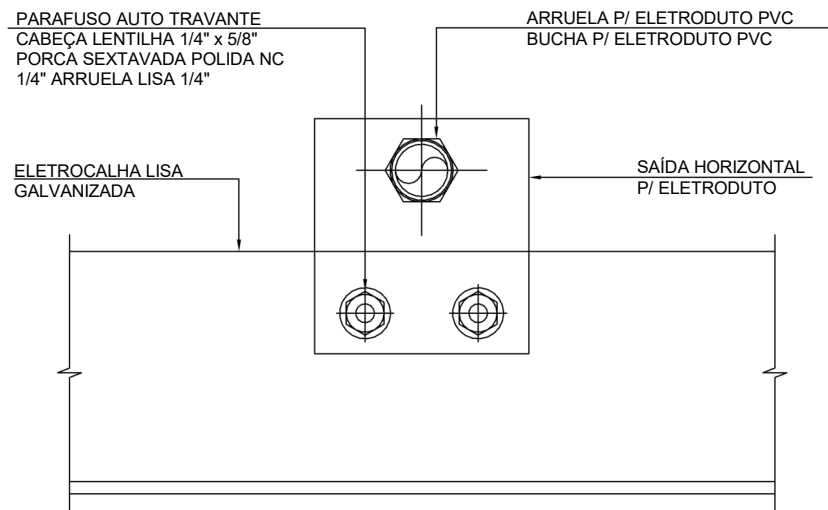 PARAFUSO AUTO TRAVANTE
CABEÇA LENTILHA 1/4" x 5/8"
PORCA SEXTAVADA POLIDA NC
1/4" ARRUELA LISA 1/4"
ARRUELA P/ ELETRODUTO PVC
BUCHA P/ ELETRODUTO PVC
ELETROCALHA LISA
GALVANIZADA
SAÍDA HORIZONTAL
P/ ELETRODUTO